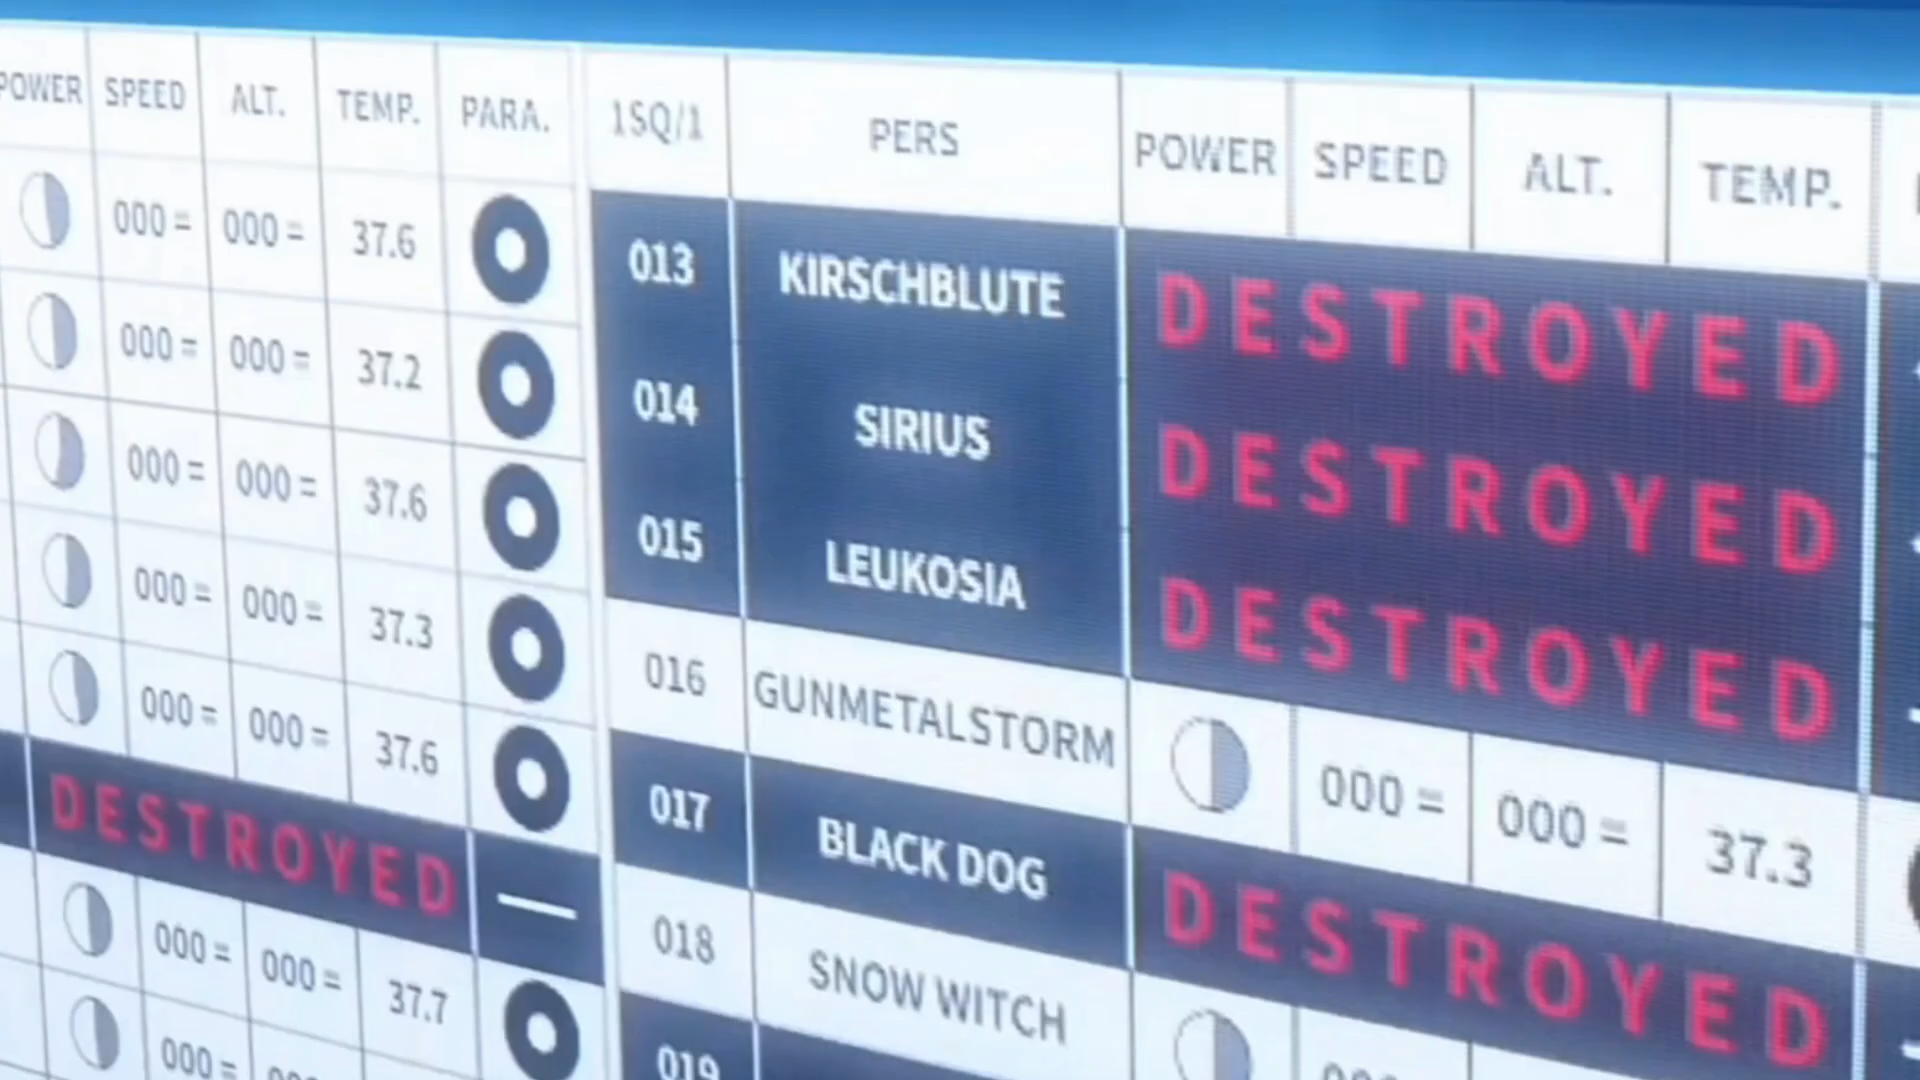 POWER SPEED ALT. TEMP. PARA. 1SQ/1 PERS POWER SPEED ALT. TEMP.
000 = 000 = 37.6 013 KIRSCHBLUTE DESTROYED
000 = 000 = 37.2 014 SIRIUS DESTROYED
000 = 000 = 37.6 015 LEUKOSIA DESTROYED
000 = 000 = 37.3 016 GUNMETALSTORM 000 = 000 = 37.3
000 = 000 = 37.6 017 BLACK DOG DESTROYED
DESTROYED — 018 SNOW WITCH
000 = 000 = 37.7 019
000 =